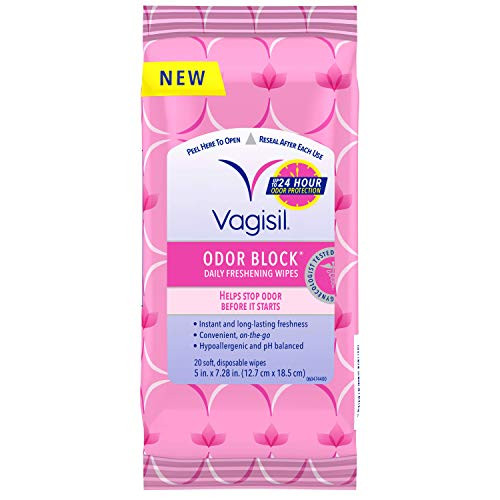 NEW
PEEL HERE TO OPEN
RESEAL AFTER EACH USE
UP TO 24 HOUR
ODOR PROTECTION
Vagisil®
ODOR BLOCK®
DAILY FRESHENING WIPES
GYNECOLOGIST TESTED
HELPS STOP ODOR
BEFORE IT STARTS
• Instant and long-lasting freshness
• Convenient, on-the-go
• Hypoallergenic and pH balanced
20 soft, disposable wipes
5 in. x 7.28 in. (12.7 cm x 18.5 cm)